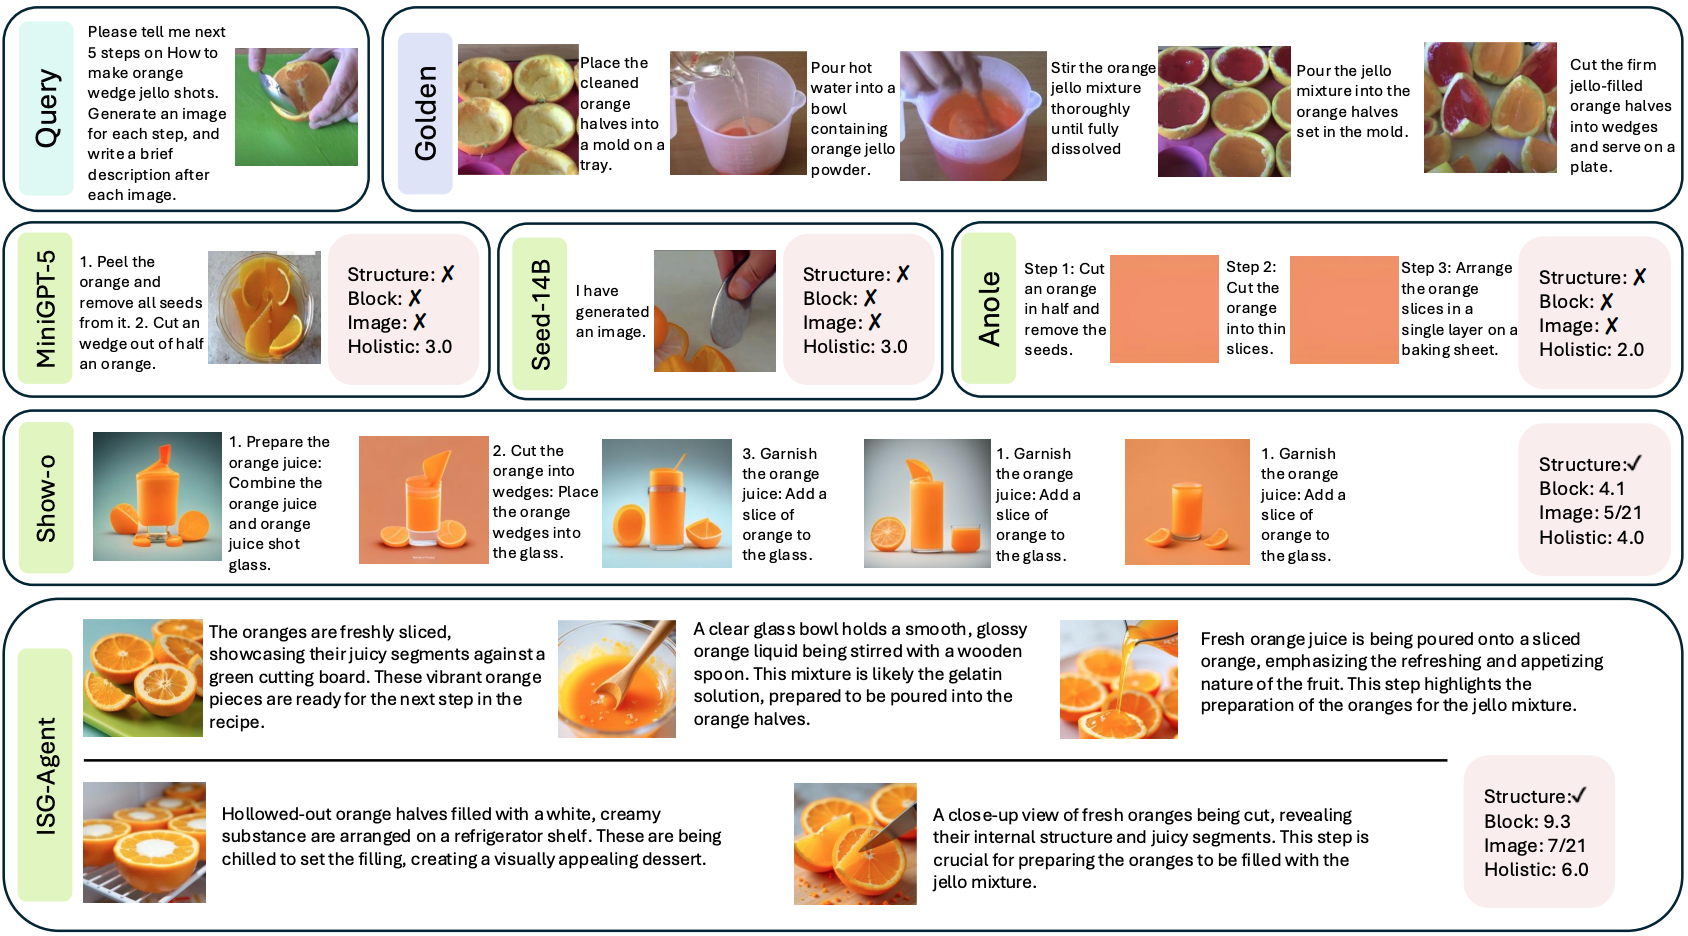 Query
Please tell me next
5 steps on How to
make orange
wedge jello shots.
Generate an image
for each step, and
write a brief
description after
each image.
Golden
Place the
cleaned
orange
halves into
a mold on a
tray.
Pour hot
water into a
bowl
containing
orange jello
powder.
Stir the orange
jello mixture
thoroughly
until fully
dissolved
Pour the jello
mixture into the
orange halves
set in the mold.
Cut the firm
jello-filled
orange halves
into wedges
and serve on a
plate.
MiniGPT-5
1. Peel the
orange and
remove all seeds
from it. 2. Cut an
wedge out of half
an orange.
Structure: ✗
Block: ✗
Image: ✗
Holistic: 3.0
Seed-14B
I have
generated
an image.
Structure: ✗
Block: ✗
Image: ✗
Holistic: 3.0
Anole
Step 1: Cut
an orange
in half and
remove the
seeds.
Step 2:
Cut the
orange
into thin
slices.
Step 3: Arrange
the orange
slices in a
single layer on a
baking sheet.
Structure: ✗
Block: ✗
Image: ✗
Holistic: 2.0
Show-o
1. Prepare the
orange juice:
Combine the
orange juice
and orange
juice shot
glass.
2. Cut the
orange into
wedges: Place
the orange
wedges into
the glass.
3. Garnish
the orange
juice: Add a
slice of
orange to
the glass.
1. Garnish
the orange
juice: Add a
slice of
orange to
the glass.
1. Garnish
the orange
juice: Add a
slice of
orange to
the glass.
Structure:✓
Block: 4.1
Image: 5/21
Holistic: 4.0
ISG-Agent
The oranges are freshly sliced,
showcasing their juicy segments against a
green cutting board. These vibrant orange
pieces are ready for the next step in the
recipe.
A clear glass bowl holds a smooth, glossy
orange liquid being stirred with a wooden
spoon. This mixture is likely the gelatin
solution, prepared to be poured into the
orange halves.
Fresh orange juice is being poured onto a sliced
orange, emphasizing the refreshing and appetizing
nature of the fruit. This step highlights the
preparation of the oranges for the jello mixture.
Hollowed-out orange halves filled with a white, creamy
substance are arranged on a refrigerator shelf. These are being
chilled to set the filling, creating a visually appealing dessert.
A close-up view of fresh oranges being cut, revealing
their internal structure and juicy segments. This step is
crucial for preparing the oranges to be filled with the
jello mixture.
Structure:✓
Block: 9.3
Image: 7/21
Holistic: 6.0